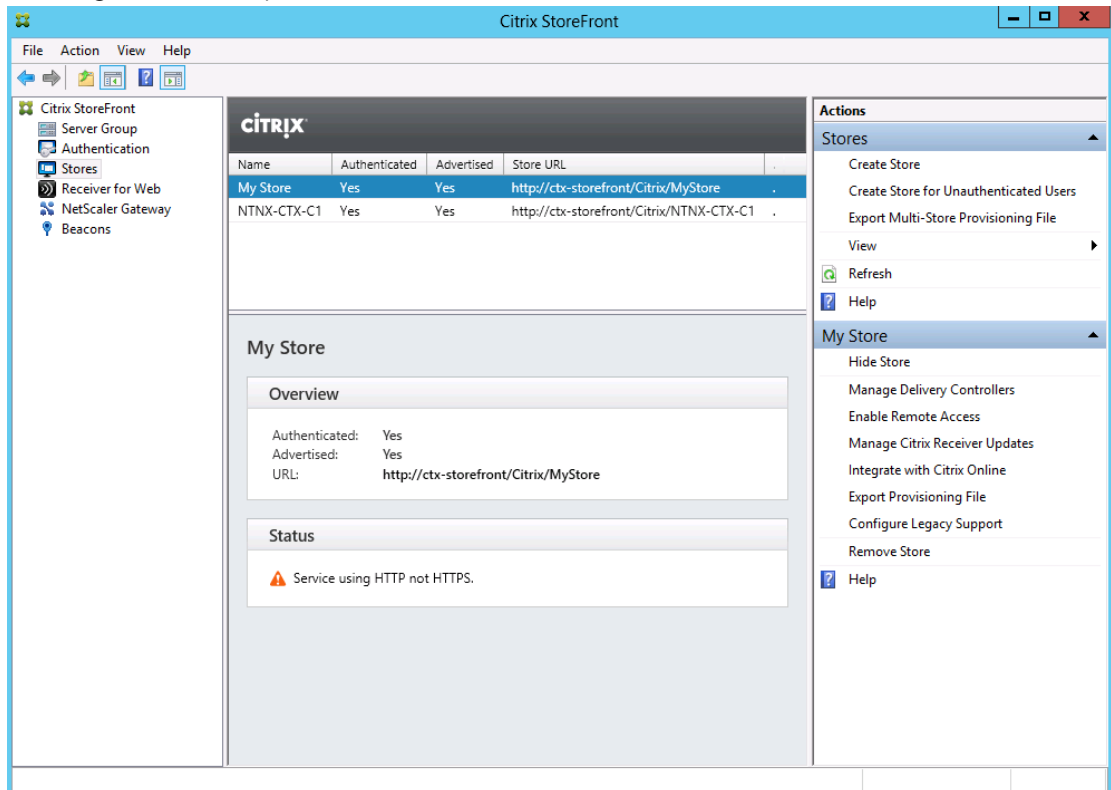 Citrix StoreFront
File Action View Help
Citrix StoreFront
Server Group
Authentication
Stores
Receiver for Web
NetScaler Gateway
Beacons
CİTRIX
Name Authenticated Advertised Store URL .
My Store Yes Yes http://ctx-storefront/Citrix/MyStore .
NTNX-CTX-C1 Yes Yes http://ctx-storefront/Citrix/NTNX-CTX-C1 .
My Store
Overview
Authenticated: Yes
Advertised: Yes
URL: http://ctx-storefront/Citrix/MyStore
Status
Service using HTTP not HTTPS.
Actions
Stores
Create Store
Create Store for Unauthenticated Users
Export Multi-Store Provisioning File
View
Refresh
Help
My Store
Hide Store
Manage Delivery Controllers
Enable Remote Access
Manage Citrix Receiver Updates
Integrate with Citrix Online
Export Provisioning File
Configure Legacy Support
Remove Store
Help